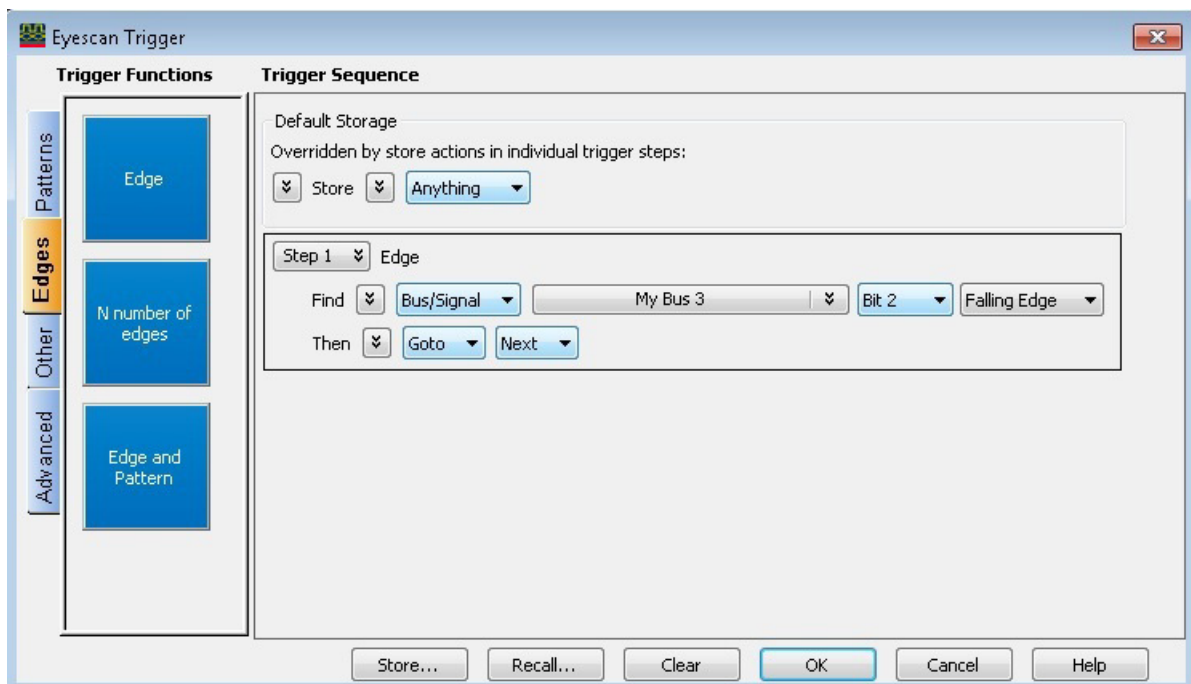 Eyescan Trigger
Trigger Functions
Trigger Sequence
Patterns
Edges
Other
Advanced
Edge
N number of
edges
Edge and
Pattern
Default Storage
Overridden by store actions in individual trigger steps:
Store Anything
Step 1 Edge
Find Bus/Signal My Bus 3 Bit 2 Falling Edge
Then Goto Next
Store... Recall... Clear OK Cancel Help